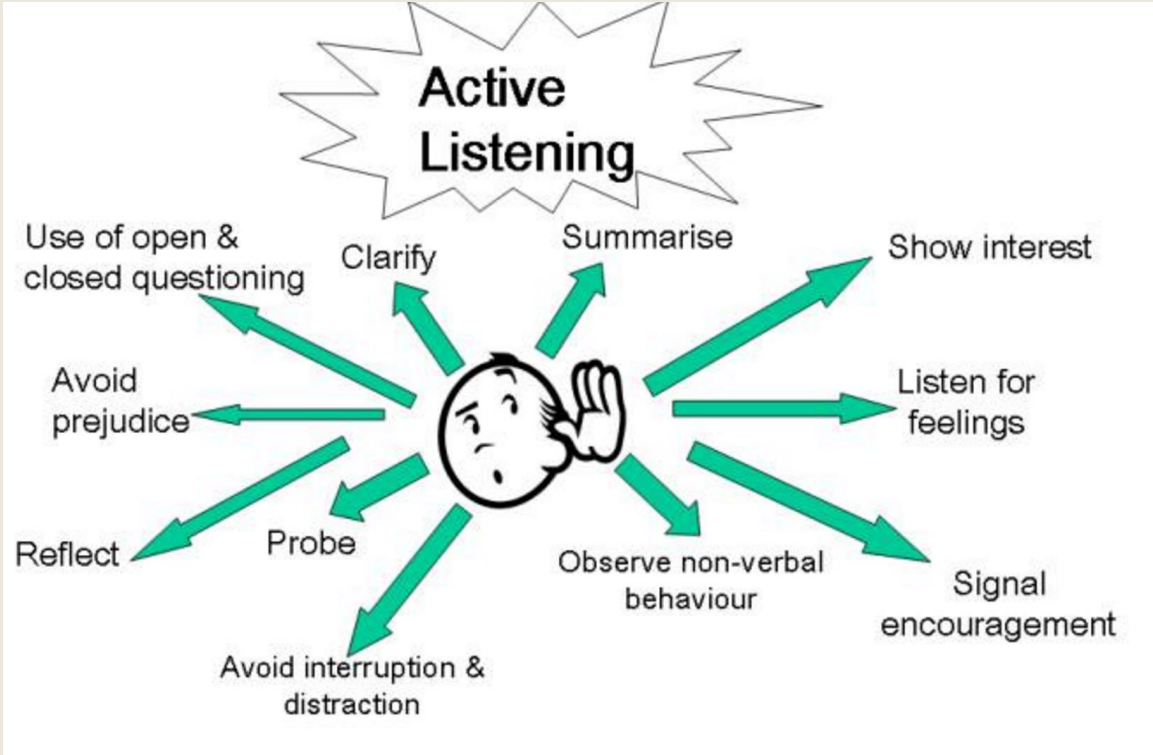 Active
Listening
Use of open &
closed questioning
Clarify
Summarise
Show interest
Avoid
prejudice
Listen for
feelings
Reflect
Probe
Observe non-verbal
behaviour
Signal
encouragement
Avoid interruption &
distraction